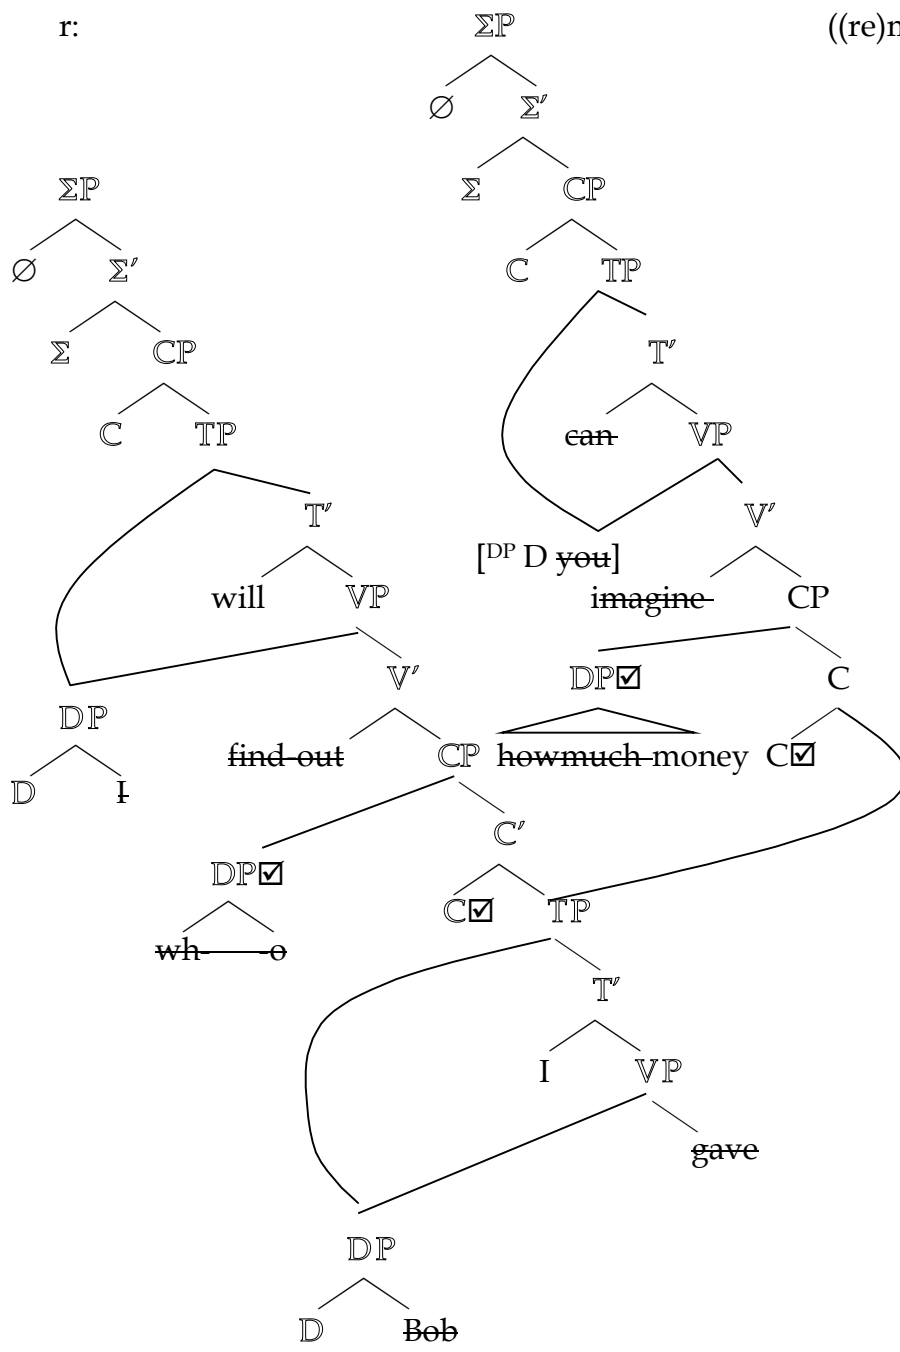 r: ΣP ((re)n
∅ Σ′
ΣP Σ CP
∅ Σ′ C TP
Σ CP T′
C TP can VP
T′ V′
[DP D you]
will VP imagine CP
V′ DP☑ C
DP
find-out CP howmuch money C☑
D I
C′
DP☑
C☑ TP
wh- -o
T′
I VP
gave
DP
D Bob